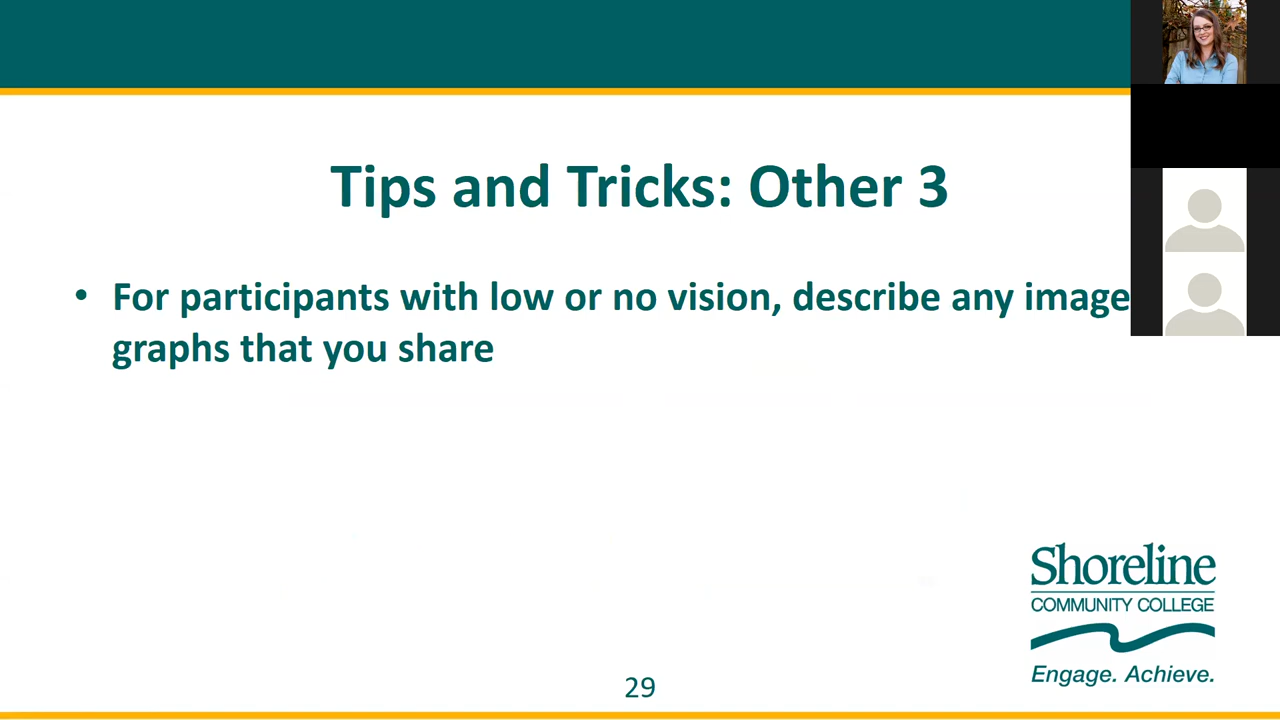 Tips and Tricks: Other 3
• For participants with low or no vision, describe any image
graphs that you share
Shoreline
COMMUNITY COLLEGE
Engage. Achieve.
29